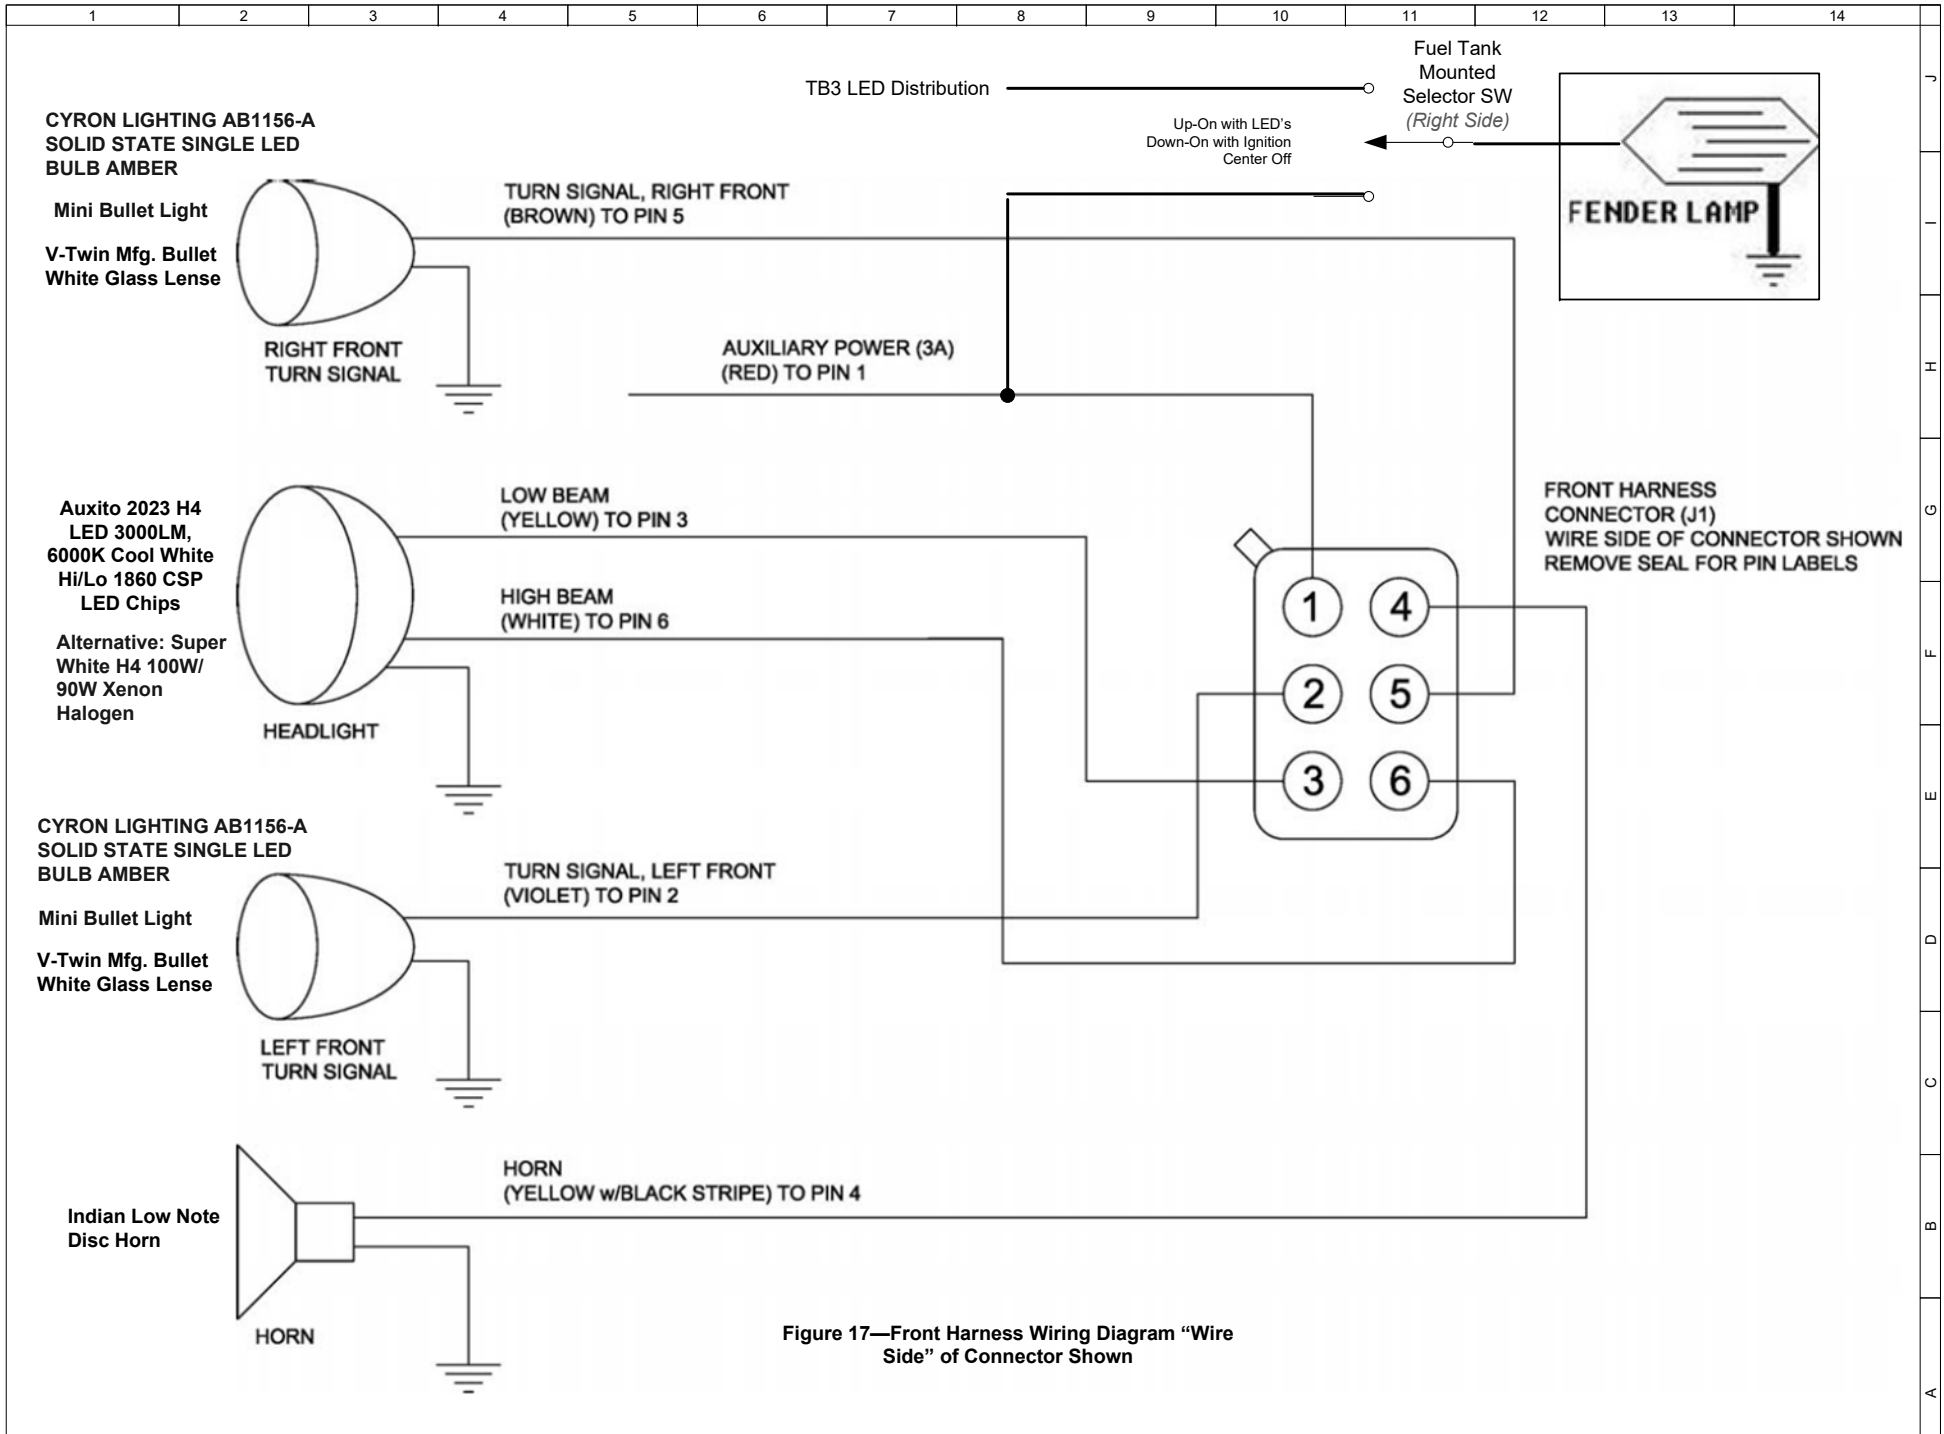 1 2 3 4 5 6 7 8 9 10 11 12 13 14
J
I
H
G
F
E
D
C
B
A
TB3 LED Distribution
Fuel Tank
Mounted
Selector SW
(Right Side)
Up-On with LED's
Down-On with Ignition
Center Off
FENDER LAMP
CYRON LIGHTING AB1156-A
SOLID STATE SINGLE LED
BULB AMBER
Mini Bullet Light
V-Twin Mfg. Bullet
White Glass Lense
TURN SIGNAL, RIGHT FRONT
(BROWN) TO PIN 5
RIGHT FRONT
TURN SIGNAL
AUXILIARY POWER (3A)
(RED) TO PIN 1
Auxito 2023 H4
LED 3000LM,
6000K Cool White
Hi/Lo 1860 CSP
LED Chips
Alternative: Super
White H4 100W/
90W Xenon
Halogen
LOW BEAM
(YELLOW) TO PIN 3
HIGH BEAM
(WHITE) TO PIN 6
HEADLIGHT
FRONT HARNESS
CONNECTOR (J1)
WIRE SIDE OF CONNECTOR SHOWN
REMOVE SEAL FOR PIN LABELS
1 4
2 5
3 6
CYRON LIGHTING AB1156-A
SOLID STATE SINGLE LED
BULB AMBER
Mini Bullet Light
V-Twin Mfg. Bullet
White Glass Lense
TURN SIGNAL, LEFT FRONT
(VIOLET) TO PIN 2
LEFT FRONT
TURN SIGNAL
HORN
(YELLOW w/BLACK STRIPE) TO PIN 4
Indian Low Note
Disc Horn
HORN
Figure 17—Front Harness Wiring Diagram “Wire
Side” of Connector Shown